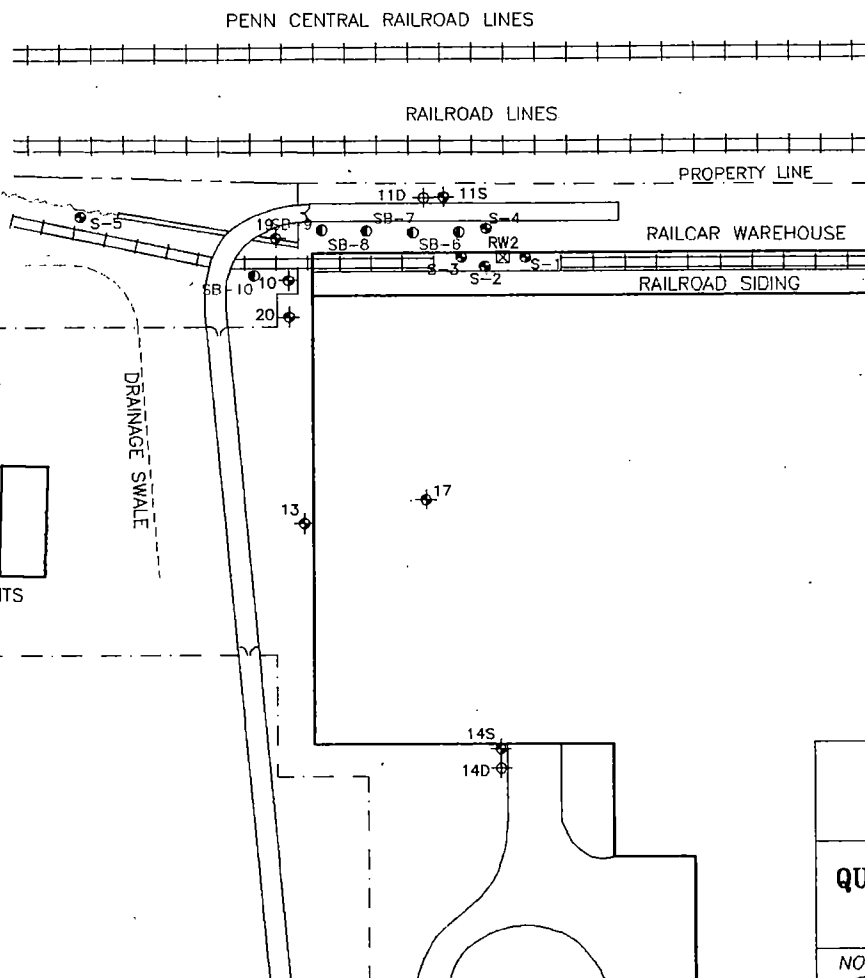 PENN CENTRAL RAILROAD LINES
RAILROAD LINES
PROPERTY LINE
11D
11S
S-5
19
SB-9
SB-7
S-4
SB-8
SB-6
RW2
RAILCAR WAREHOUSE
S-3
S-1
S-2
SB-10
10
RAILROAD SIDING
20
DRAINAGE SWALE
17
13
ITS
14S
14D
QU
NO